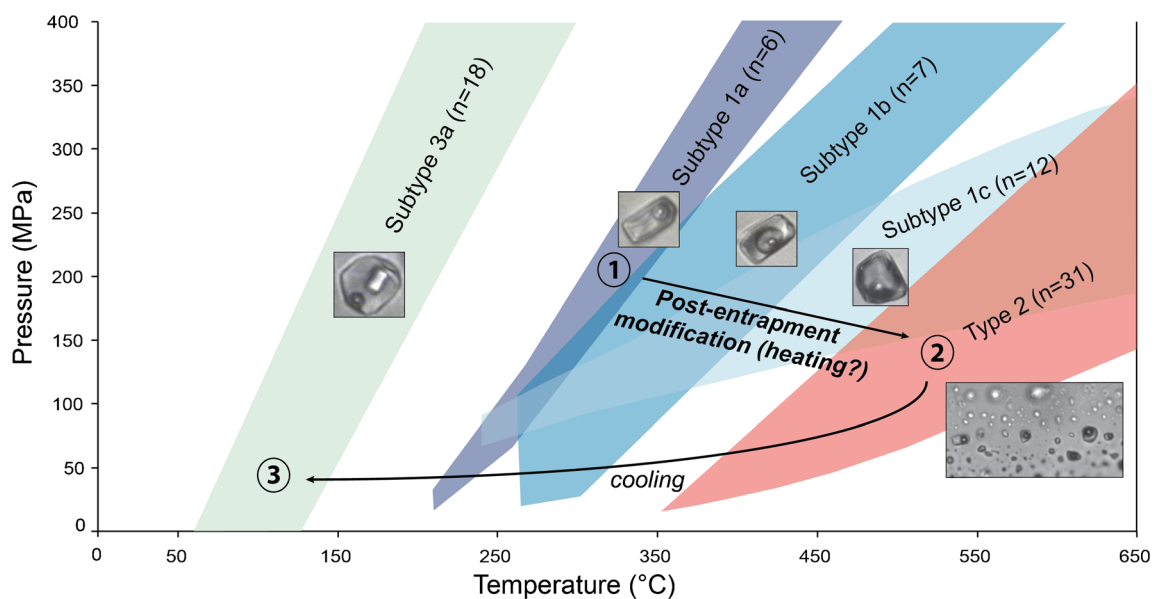 400
350
300
250
200
150
100
50
0
Pressure (MPa)
0
50
150
250
350
450
550
650
Temperature (°C)
Subtype 3a (n=18)
Subtype 1a (n=6)
Subtype 1b (n=7)
Subtype 1c (n=12)
Type 2 (n=31)
1
Post-entrapment
modification (heating?)
2
3
cooling